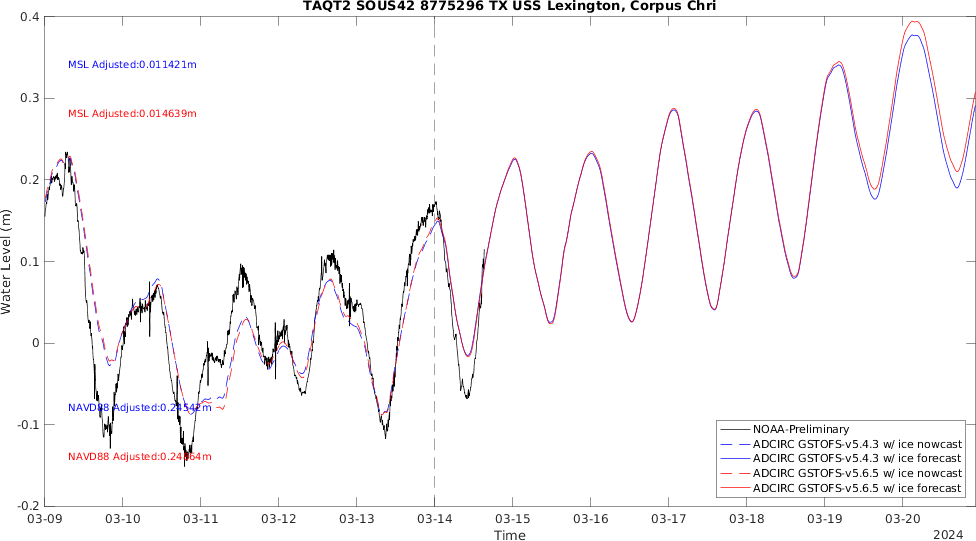 TAQT2 SOUS42 8775296 TX USS Lexington, Corpus Chri
0.4
MSL Adjusted:0.011421m
0.3
MSL Adjusted:0.014639m
0.2
Water Level (m)
0.1
0
NAVD88 Adjusted:0.24542m
-0.1
NAVD88 Adjusted:
-0.2
NOAA-Preliminary
ADCIRC GSTOFS-v5.4.3 w/ ice nowcast
ADCIRC GSTOFS-v5.4.3 w/ ice forecast
ADCIRC GSTOFS-v5.6.5 w/ ice nowcast
ADCIRC GSTOFS-v5.6.5 w/ ice forecast
03-09 03-10 03-11 03-12 03-13 03-14 03-15 03-16 03-17 03-18 03-19 03-20
Time
2024